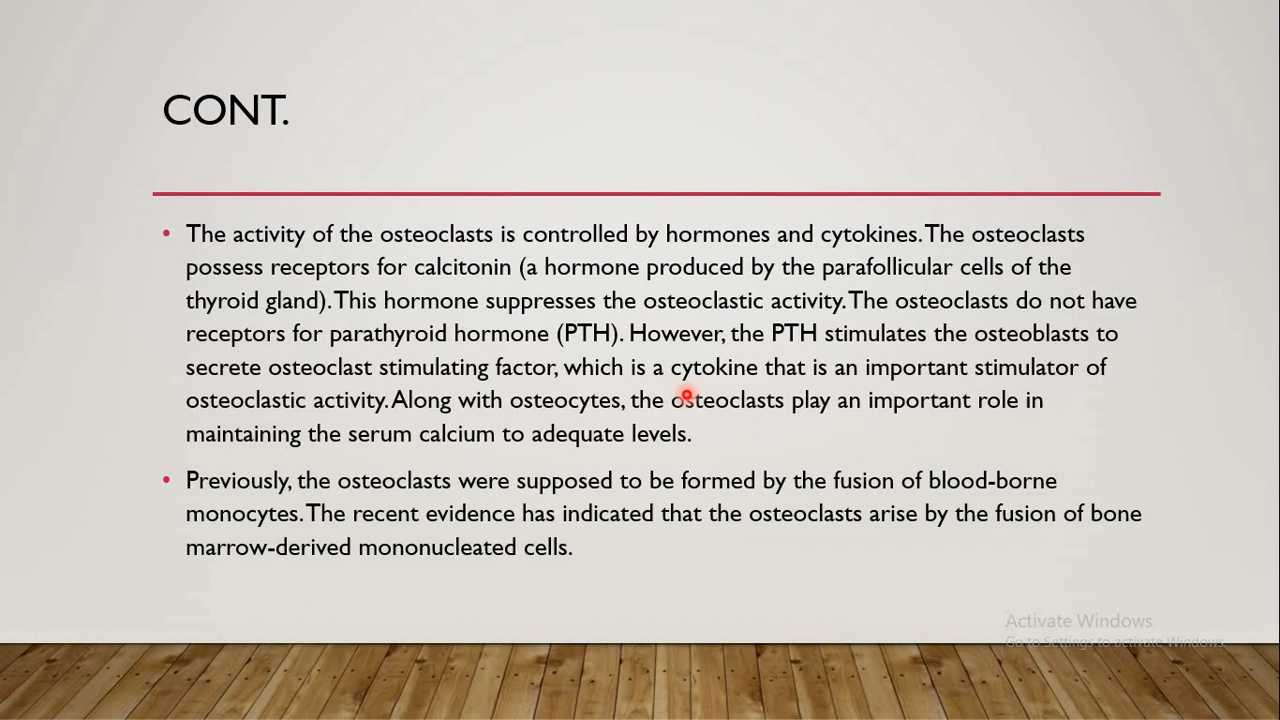 CONT.
• The activity of the osteoclasts is controlled by hormones and cytokines. The osteoclasts
possess receptors for calcitonin (a hormone produced by the parafollicular cells of the
thyroid gland). This hormone suppresses the osteoclastic activity. The osteoclasts do not have
receptors for parathyroid hormone (PTH). However, the PTH stimulates the osteoblasts to
secrete osteoclast stimulating factor, which is a cytokine that is an important stimulator of
osteoclastic activity. Along with osteocytes, the osteoclasts play an important role in
maintaining the serum calcium to adequate levels.
• Previously, the osteoclasts were supposed to be formed by the fusion of blood-borne
monocytes. The recent evidence has indicated that the osteoclasts arise by the fusion of bone
marrow-derived mononucleated cells.
Activate Windows
Go to Settings to activate Windows.